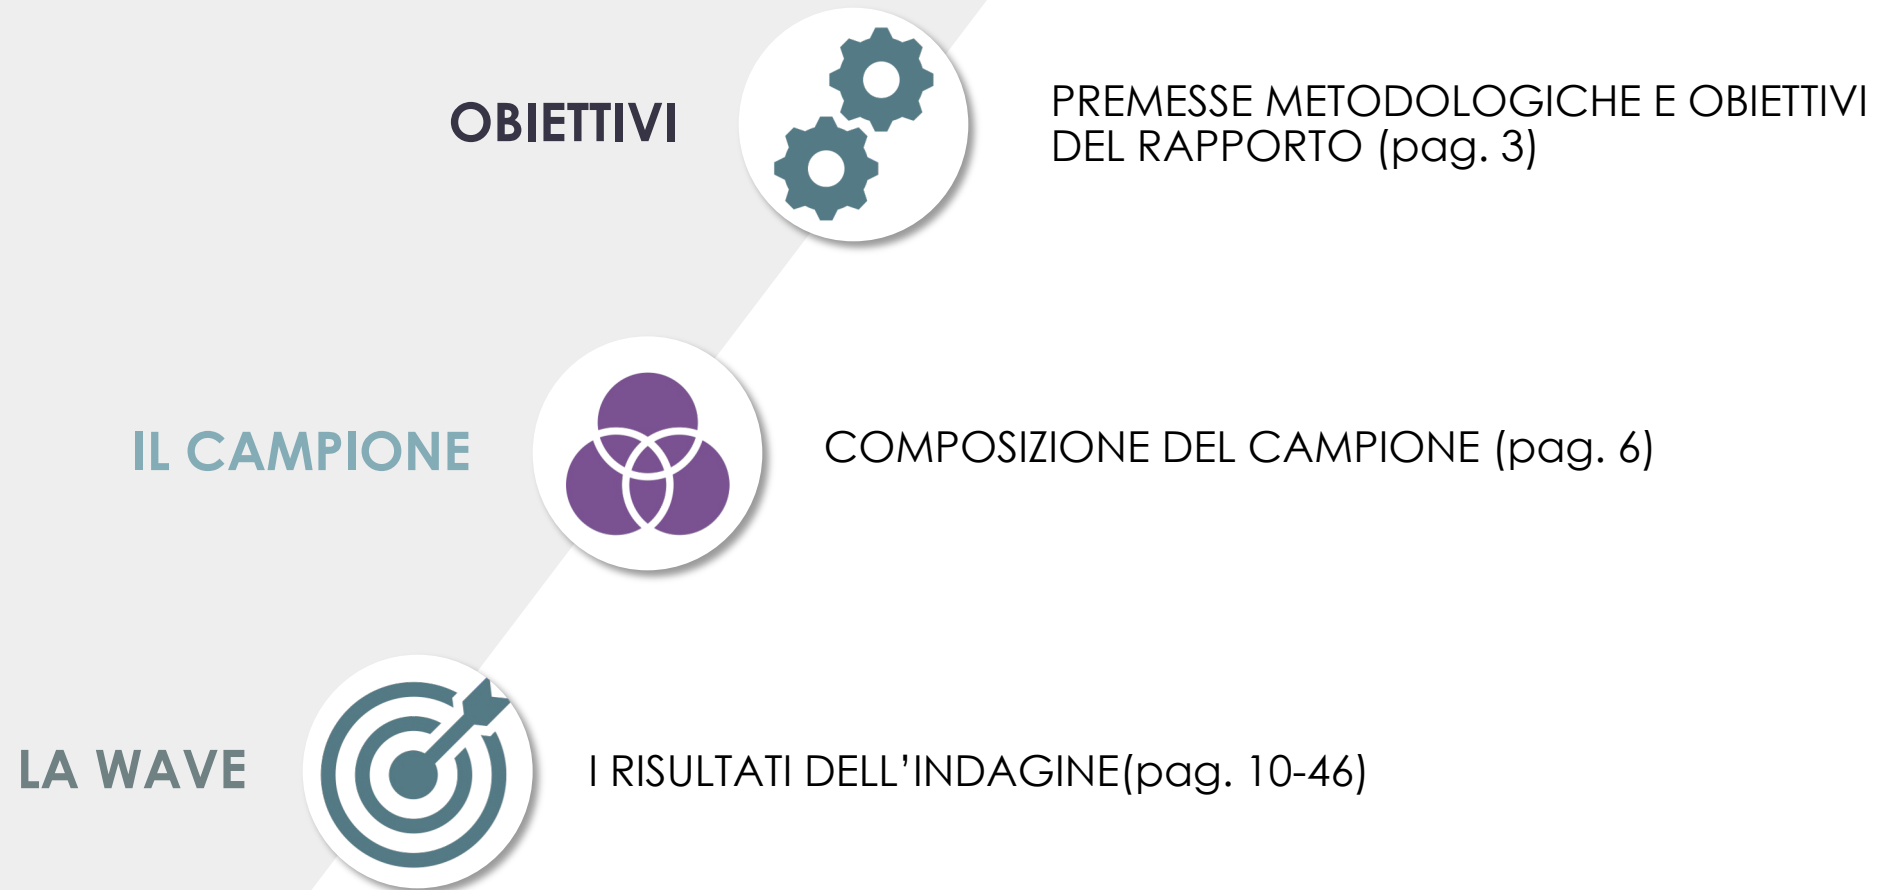 OBIETTIVI
PREMESSE METODOLOGICHE E OBIETTIVI
DEL RAPPORTO (pag. 3)
IL CAMPIONE
COMPOSIZIONE DEL CAMPIONE (pag. 6)
LA WAVE
I RISULTATI DELL’INDAGINE(pag. 10-46)